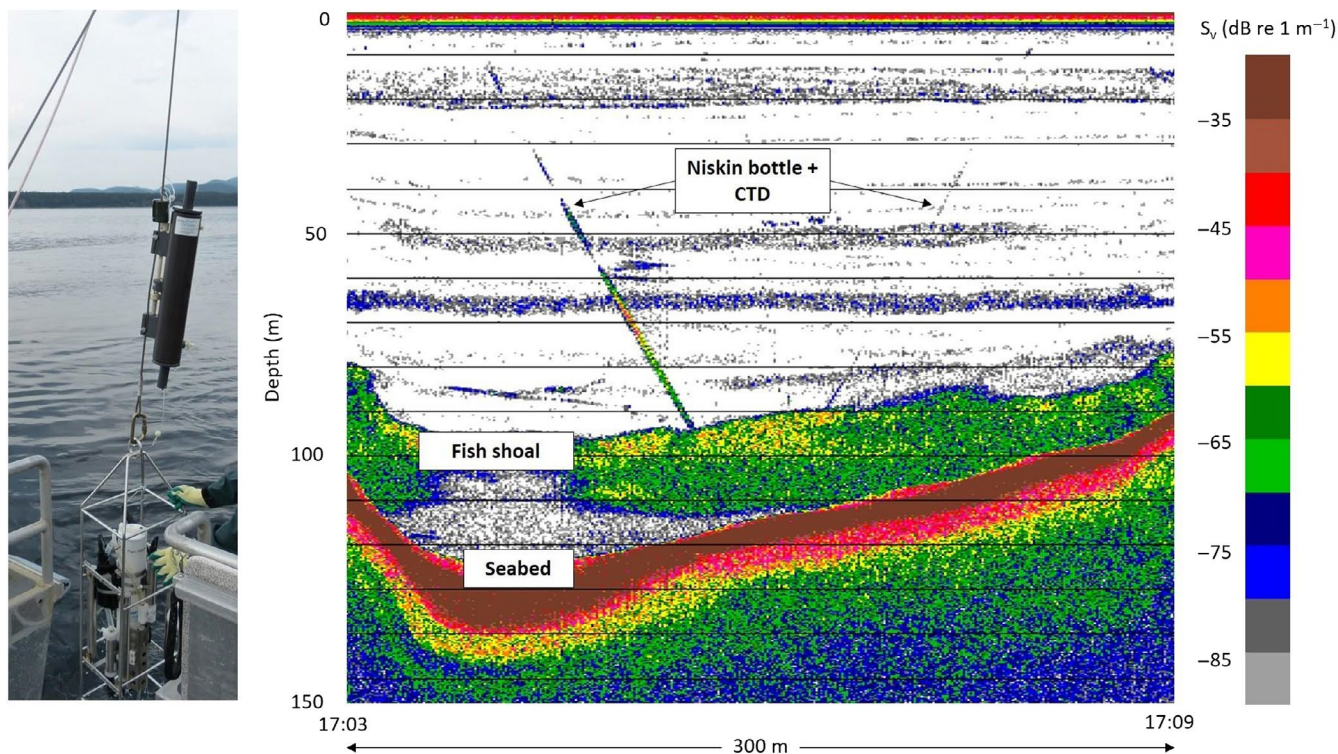 0
50
100
150
Depth (m)
Niskin bottle +
CTD
Fish shoal
Seabed
17:03
17:09
300 m
Sᵥ (dB re 1 m⁻¹)
−35
−45
−55
−65
−75
−85